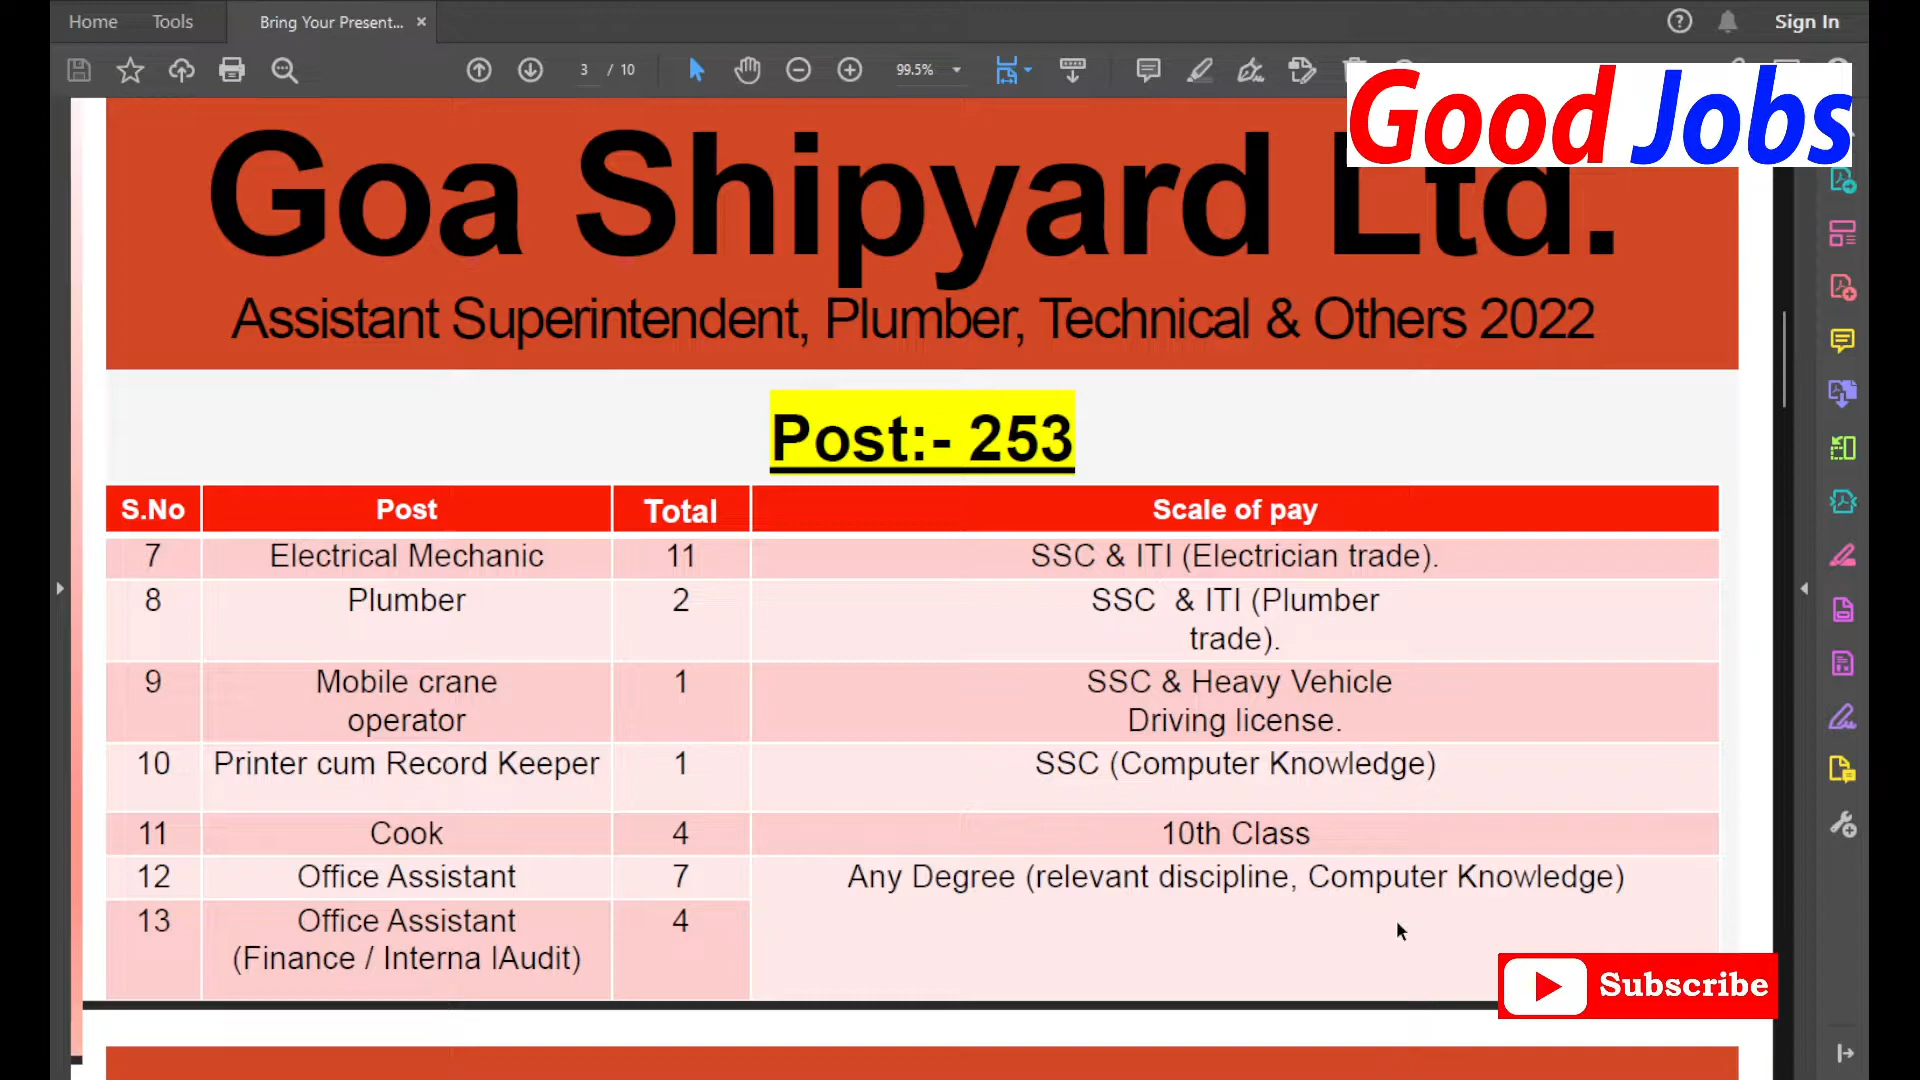 Home Tools Bring Your Present... × Sign In
3 / 10 99.5%
Good Jobs
Goa Shipyard Ltd.
Assistant Superintendent, Plumber, Technical & Others 2022
Post:- 253
S.No Post Total Scale of pay
7 Electrical Mechanic 11 SSC & ITI (Electrician trade).
8 Plumber 2 SSC & ITI (Plumber
trade).
9 Mobile crane 1 SSC & Heavy Vehicle
operator Driving license.
10 Printer cum Record Keeper 1 SSC (Computer Knowledge)
11 Cook 4 10th Class
12 Office Assistant 7 Any Degree (relevant discipline, Computer Knowledge)
13 Office Assistant 4
(Finance / Interna lAudit)
Subscribe